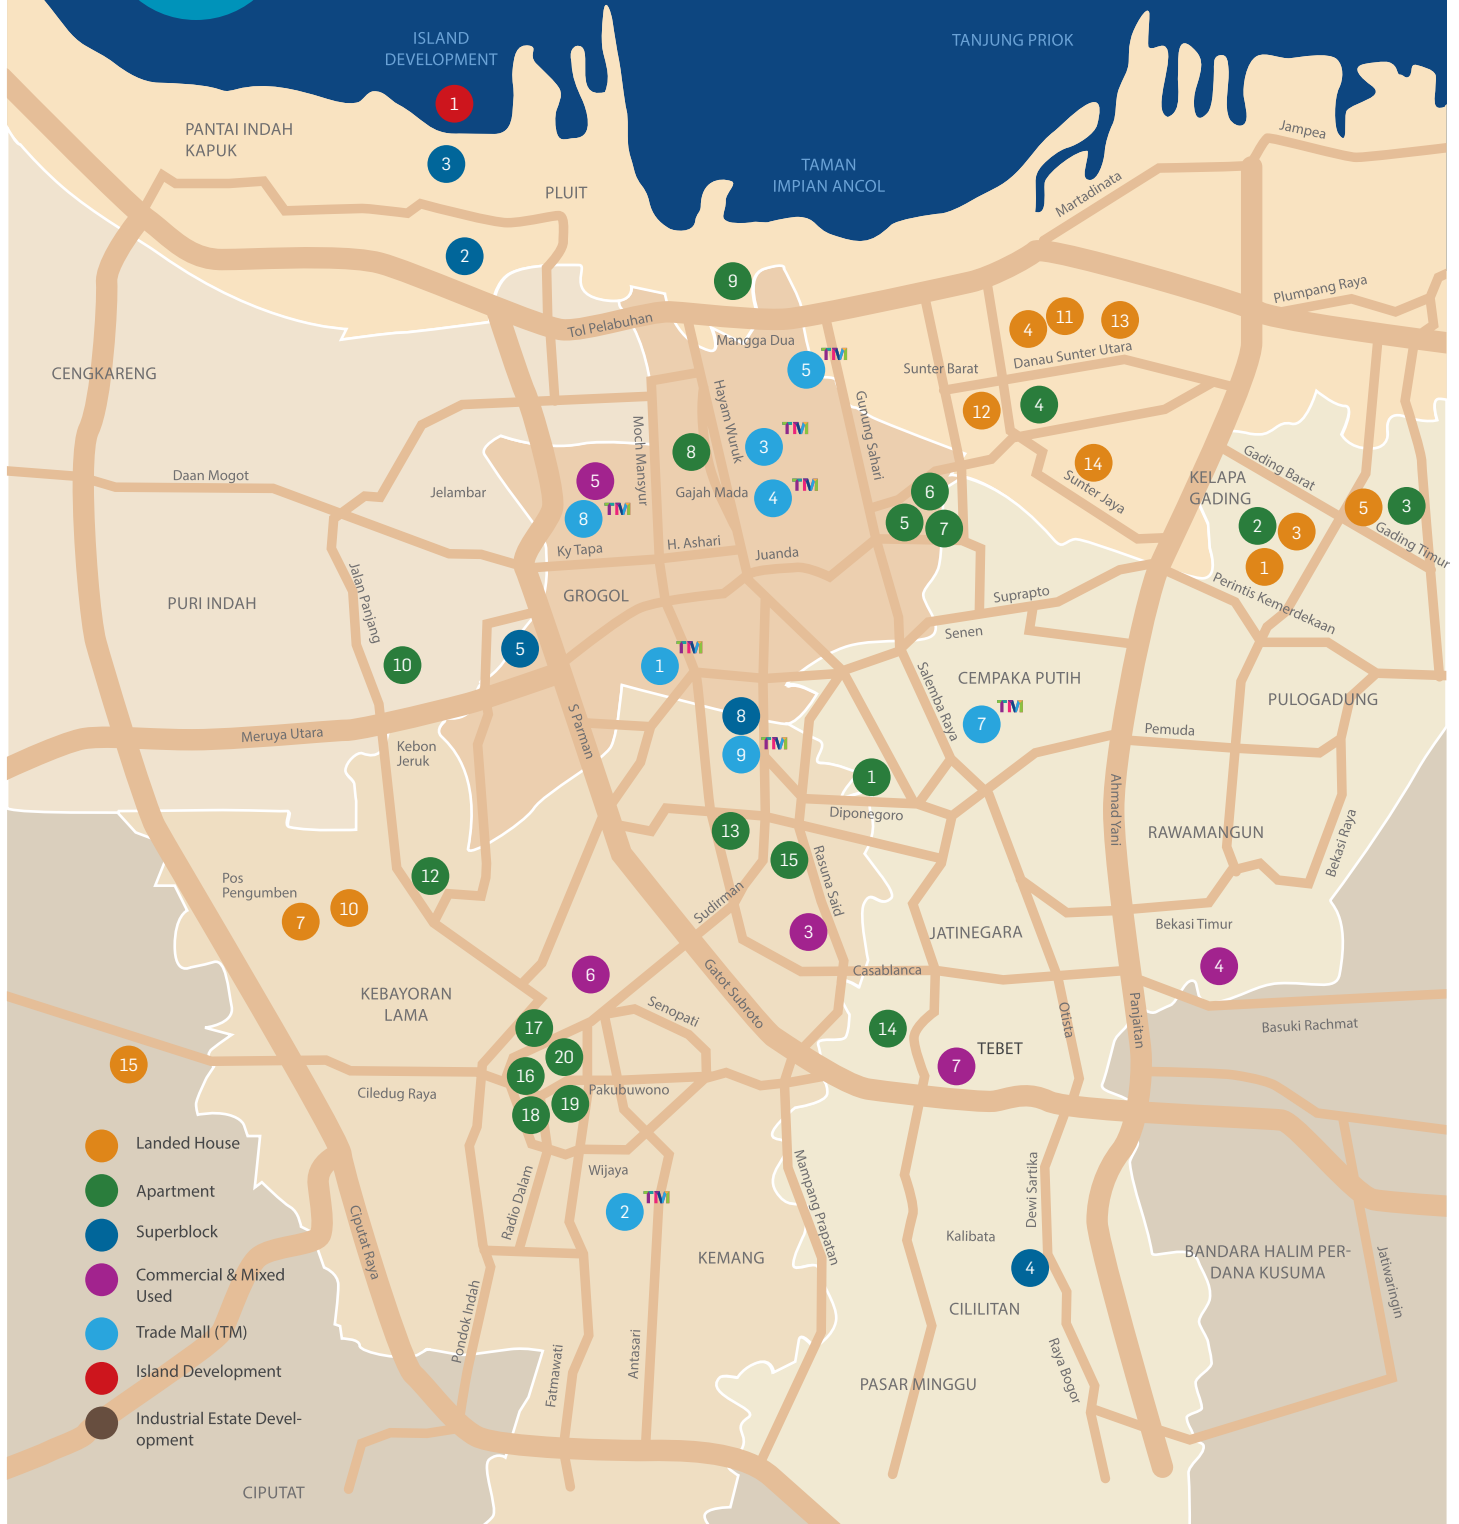 ISLAND
DEVELOPMENT
TANJUNG PRIOK
1
PANTAI INDAH
KAPUK
Jampea
3
TAMAN
IMPIAN ANCOL
PLUIT
Martadinata
2
9
Plumpang Raya
Tol Pelabuhan
4
11
13
Mangga Dua
TM
5
Sunter Barat
Danau Sunter Utara
CENGKARENG
Hayam Wuruk
Gunung Sahari
12
4
Moch Mansyur
TM
3
8
14
Gading Barat
Daan Mogot
Jelambar
5
Gajah Mada
4
TM
6
Sunter Jaya
KELAPA
GADING
8
TM
5
7
2
3
5
3
Gading Timur
Ky Tapa
H. Ashari
Juanda
1
Perintis Kemerdekaan
Jalan Panjang
GROGOL
Suprapto
PURI INDAH
Senen
5
1
TM
10
Salemba Raya
CEMPAKA PUTIH
PULOGADUNG
8
7
TM
S Parman
Meruya Utara
Kebon
Jeruk
9
TM
Pemuda
1
Ahmad Yani
Diponegoro
13
RAWAMANGUN
Bekasi Raya
15
Rasuna Said
12
Pos
Pengumben
Sudirman
7
10
3
JATINEGARA
Bekasi Timur
6
Casablanca
4
Gatot Subroto
KEBAYORAN
LAMA
Senopati
Otista
Panjaitan
17
14
Basuki Rachmat
TEBET
20
7
15
16
Ciledug Raya
Pakubuwono
19
18
Landed House
Mampang Prapatan
Wijaya
Dewi Sartika
Apartment
Radio Dalam
2
TM
Superblock
Ciputat Raya
Kalibata
KEMANG
BANDARA HALIM PER-
DANA KUSUMA
Jatiwaringin
Commercial & Mixed
Used
4
CILILITAN
Pondok Indah
Trade Mall (TM)
Antasari
Raya Bogor
Island Development
Fatmawati
PASAR MINGGU
Industrial Estate Devel-
opment
CIPUTAT